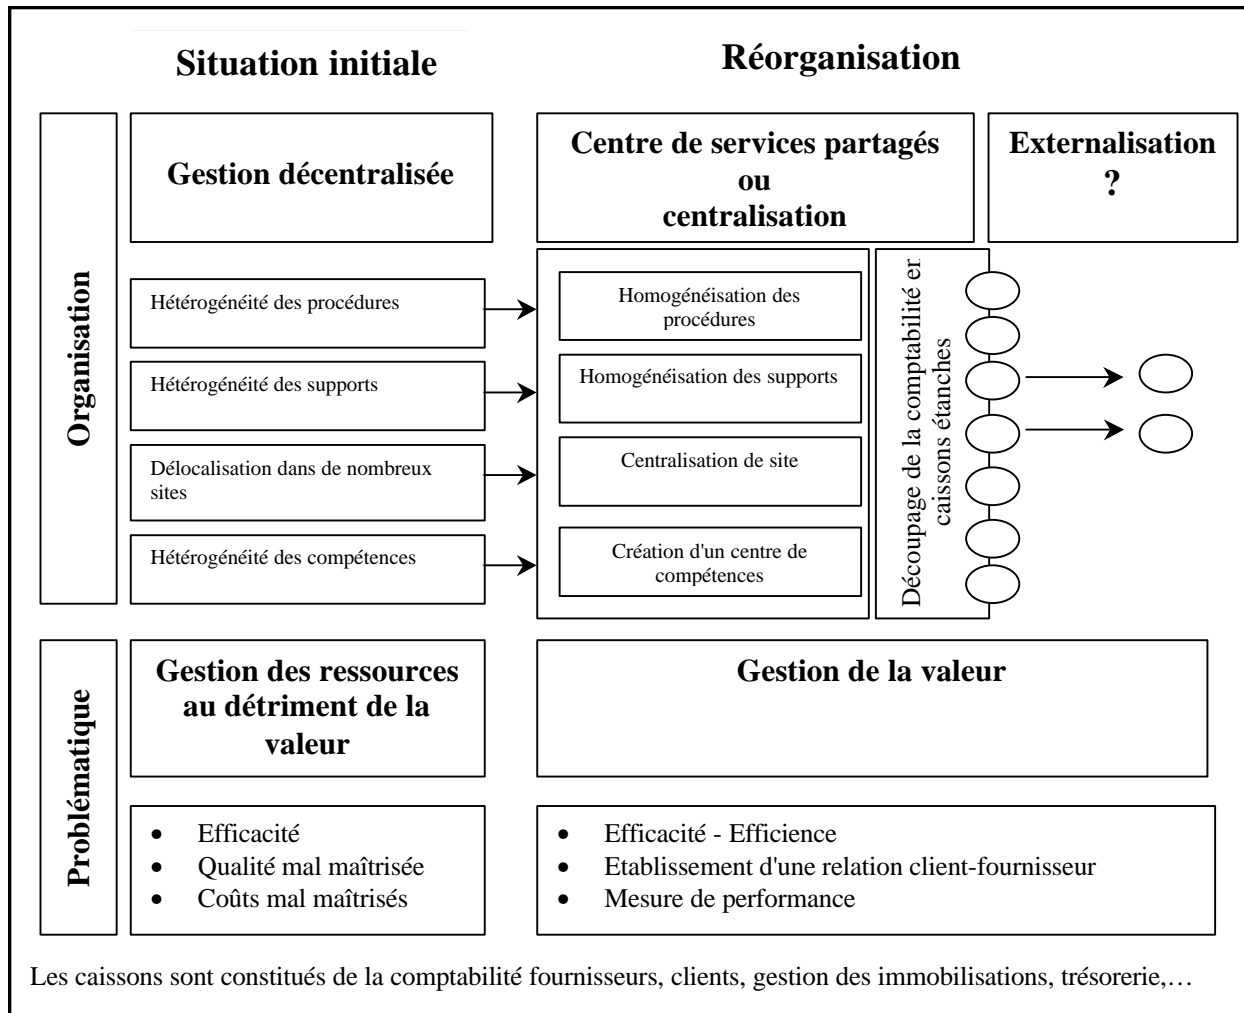 Situation initiale
Réorganisation
Gestion décentralisée
Centre de services partagés
ou
centralisation
Externalisation
?
Organisation
Hétérogénéité des procédures
Homogénéisation des
procédures
Hétérogénéité des supports
Homogénéisation des supports
Délocalisation dans de nombreux
sites
Centralisation de site
Hétérogénéité des compétences
Création d'un centre de
compétences
Découpage de la comptabilité en
caissons étanches
Problématique
Gestion des ressources
au détriment de la
valeur
Gestion de la valeur
• Efficacité
• Qualité mal maîtrisée
• Coûts mal maîtrisés
• Efficacité - Efficience
• Etablissement d'une relation client-fournisseur
• Mesure de performance
Les caissons sont constitués de la comptabilité fournisseurs, clients, gestion des immobilisations, trésorerie,…